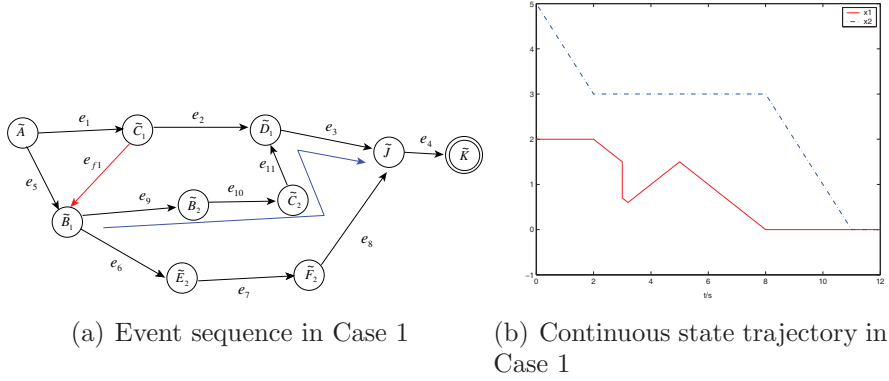 Ã
e₁
C̃₁
e₂
D̃₁
e₃
J̃
e₄
K̃
e_{f1}
e₅
e₁₁
B̃₁
e₉
B̃₂
e₁₀
C̃₂
e₆
Ẽ₂
e₇
F̃₂
e₈
(a) Event sequence in Case 1
x1
x2
5
4
3
2
1
0
−1
0 2 4 6 8 10 12
t/s
(b) Continuous state trajectory in
Case 1